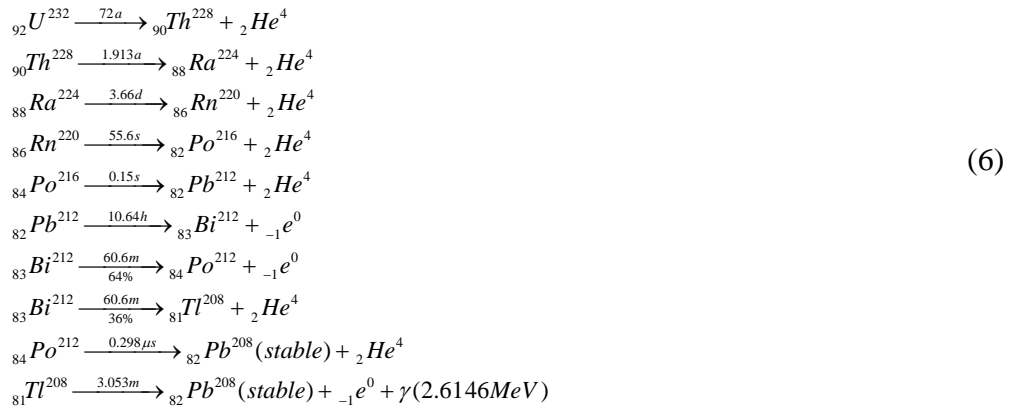 ₉₂U²³² —72a→ ₉₀Th²²⁸ + ₂He⁴
₉₀Th²²⁸ —1.913a→ ₈₈Ra²²⁴ + ₂He⁴
₈₈Ra²²⁴ —3.66d→ ₈₆Rn²²⁰ + ₂He⁴
₈₆Rn²²⁰ —55.6s→ ₈₂Po²¹⁶ + ₂He⁴
(6)
₈₄Po²¹⁶ —0.15s→ ₈₂Pb²¹² + ₂He⁴
₈₂Pb²¹² —10.64h→ ₈₃Bi²¹² + ₋₁e⁰
₈₃Bi²¹² —60.6m / 64%→ ₈₄Po²¹² + ₋₁e⁰
₈₃Bi²¹² —60.6m / 36%→ ₈₁Tl²⁰⁸ + ₂He⁴
₈₄Po²¹² —0.298μs→ ₈₂Pb²⁰⁸(stable) + ₂He⁴
₈₁Tl²⁰⁸ —3.053m→ ₈₂Pb²⁰⁸(stable) + ₋₁e⁰ + γ(2.6146MeV)